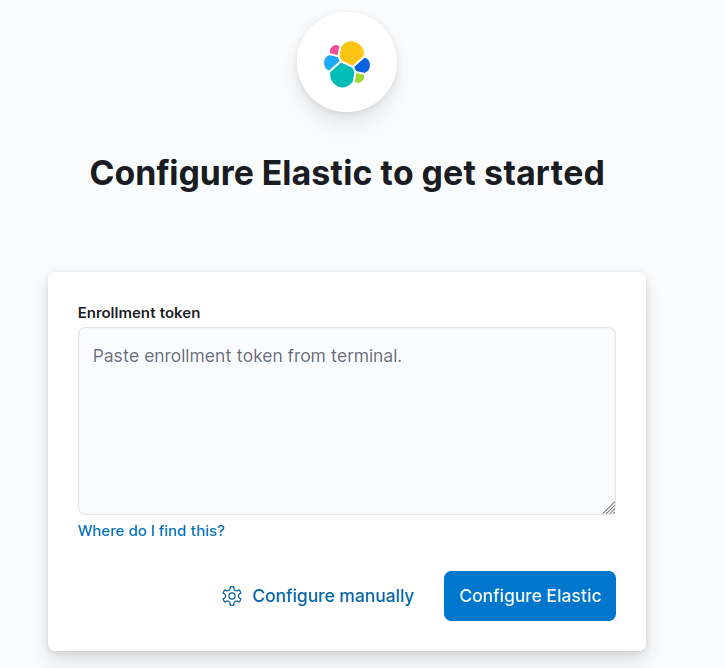 Configure Elastic to get started
Enrollment token
Paste enrollment token from terminal.
Where do I find this?
Configure manually
Configure Elastic